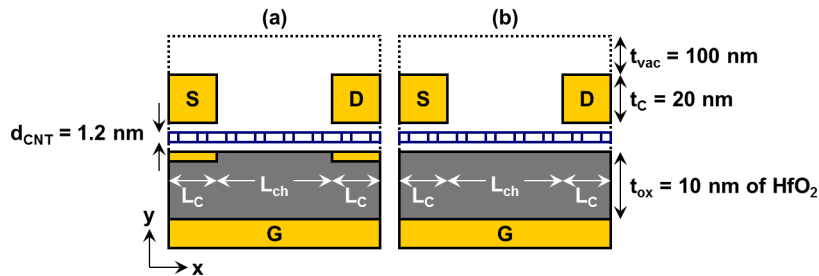 (a) (b)
t_vac = 100 nm
S D S D
t_C = 20 nm
d_CNT = 1.2 nm
L_C L_ch L_C L_C L_ch L_C
t_ox = 10 nm of HfO₂
y
G G
x